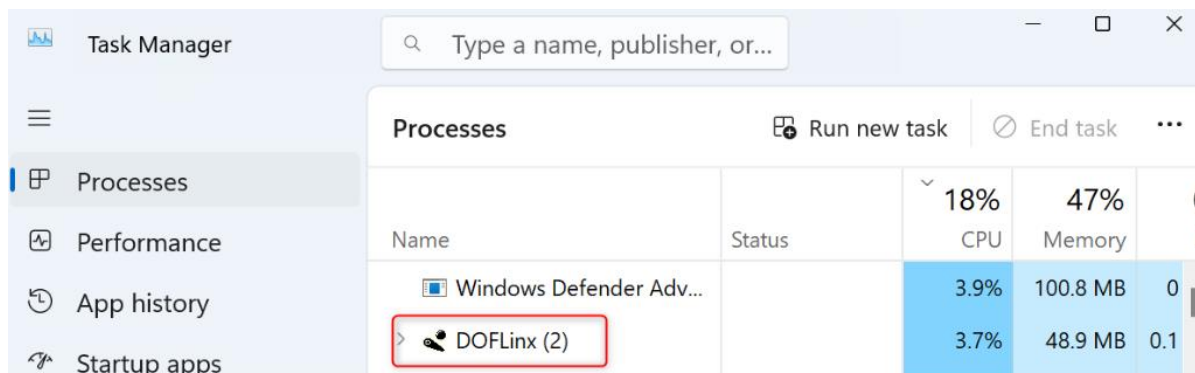 Task Manager
Type a name, publisher, or...
Processes
Performance
App history
Startup apps
Processes
Run new task
End task
...
18% 47%
Name Status CPU Memory
Windows Defender Adv... 3.9% 100.8 MB 0
DOFLinx (2) 3.7% 48.9 MB 0.1